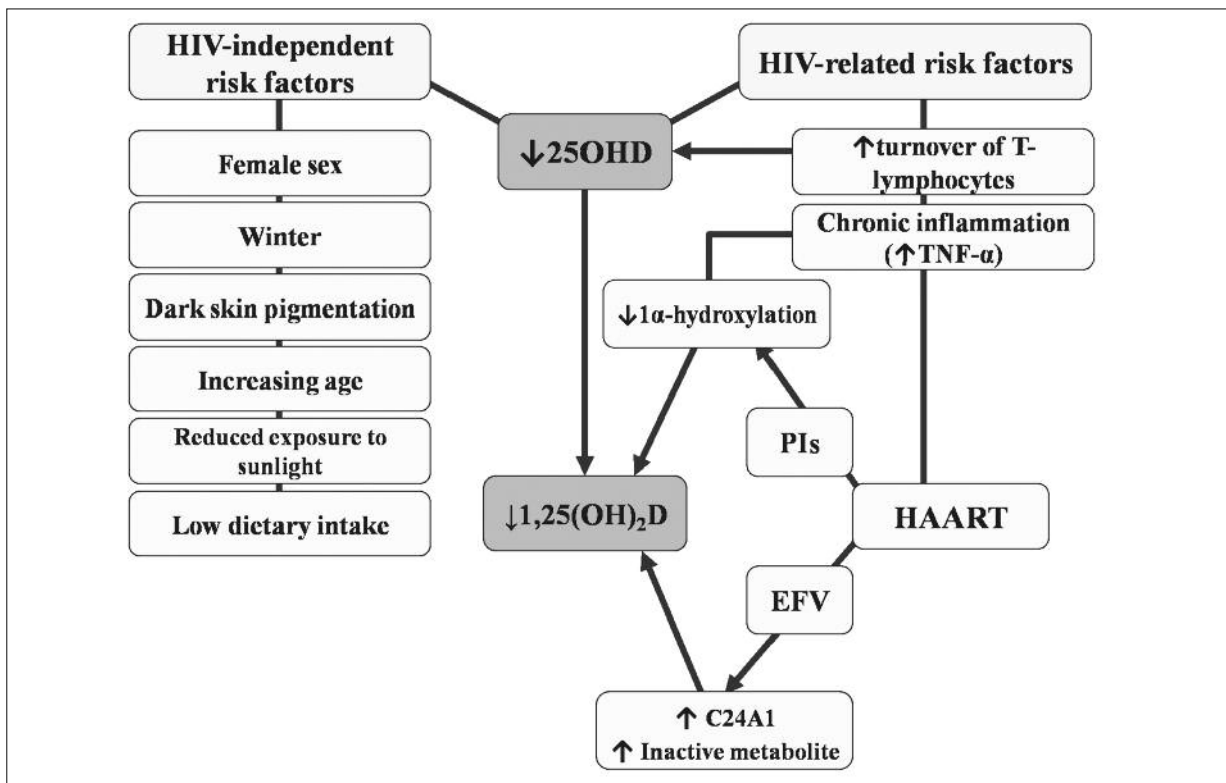 HIV-independent
risk factors
Female sex
Winter
Dark skin pigmentation
Increasing age
Reduced exposure to
sunlight
Low dietary intake
↓25OHD
↓1,25(OH)₂D
HIV-related risk factors
↑turnover of T-
lymphocytes
Chronic inflammation
(↑TNF-α)
↓1α-hydroxylation
PIs
HAART
EFV
↑ C24A1
↑ Inactive metabolite